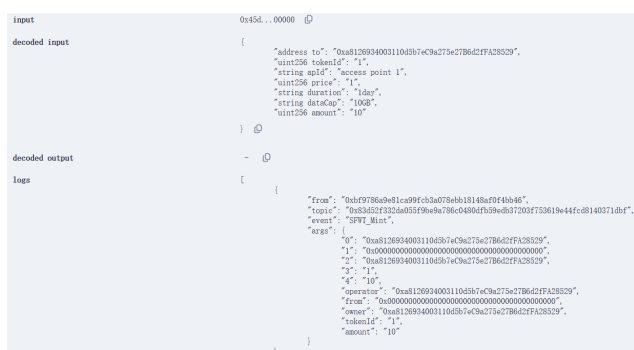 input 0x45d...00000
decoded input {
"address to": "0xa8126934003110d5b7eC9a275e27B6d2fFA28529",
"uint256 tokenId": "1",
"string apId": "access point 1",
"uint256 price": "1",
"string duration": "1day",
"string dataCap": "10GB",
"uint256 amount": "10"
}
decoded output -
logs [
{
"from": "0xbf9786a9e81ca99fcb3a078ebb18148af0f4bb46",
"topic": "0x83d52f332da055f9be9a786c0480dfb59edb37203f753619e44fcd8140371dbf",
"event": "SFWT_Mint",
"args": {
"0": "0xa8126934003110d5b7eC9a275e27B6d2fFA28529",
"1": "0x0000000000000000000000000000000000000000",
"2": "0xa8126934003110d5b7eC9a275e27B6d2fFA28529",
"3": "1",
"4": "10",
"operator": "0xa8126934003110d5b7eC9a275e27B6d2fFA28529",
"from": "0x0000000000000000000000000000000000000000",
"owner": "0xa8126934003110d5b7eC9a275e27B6d2fFA28529",
"tokenId": "1",
"amount": "10"
}